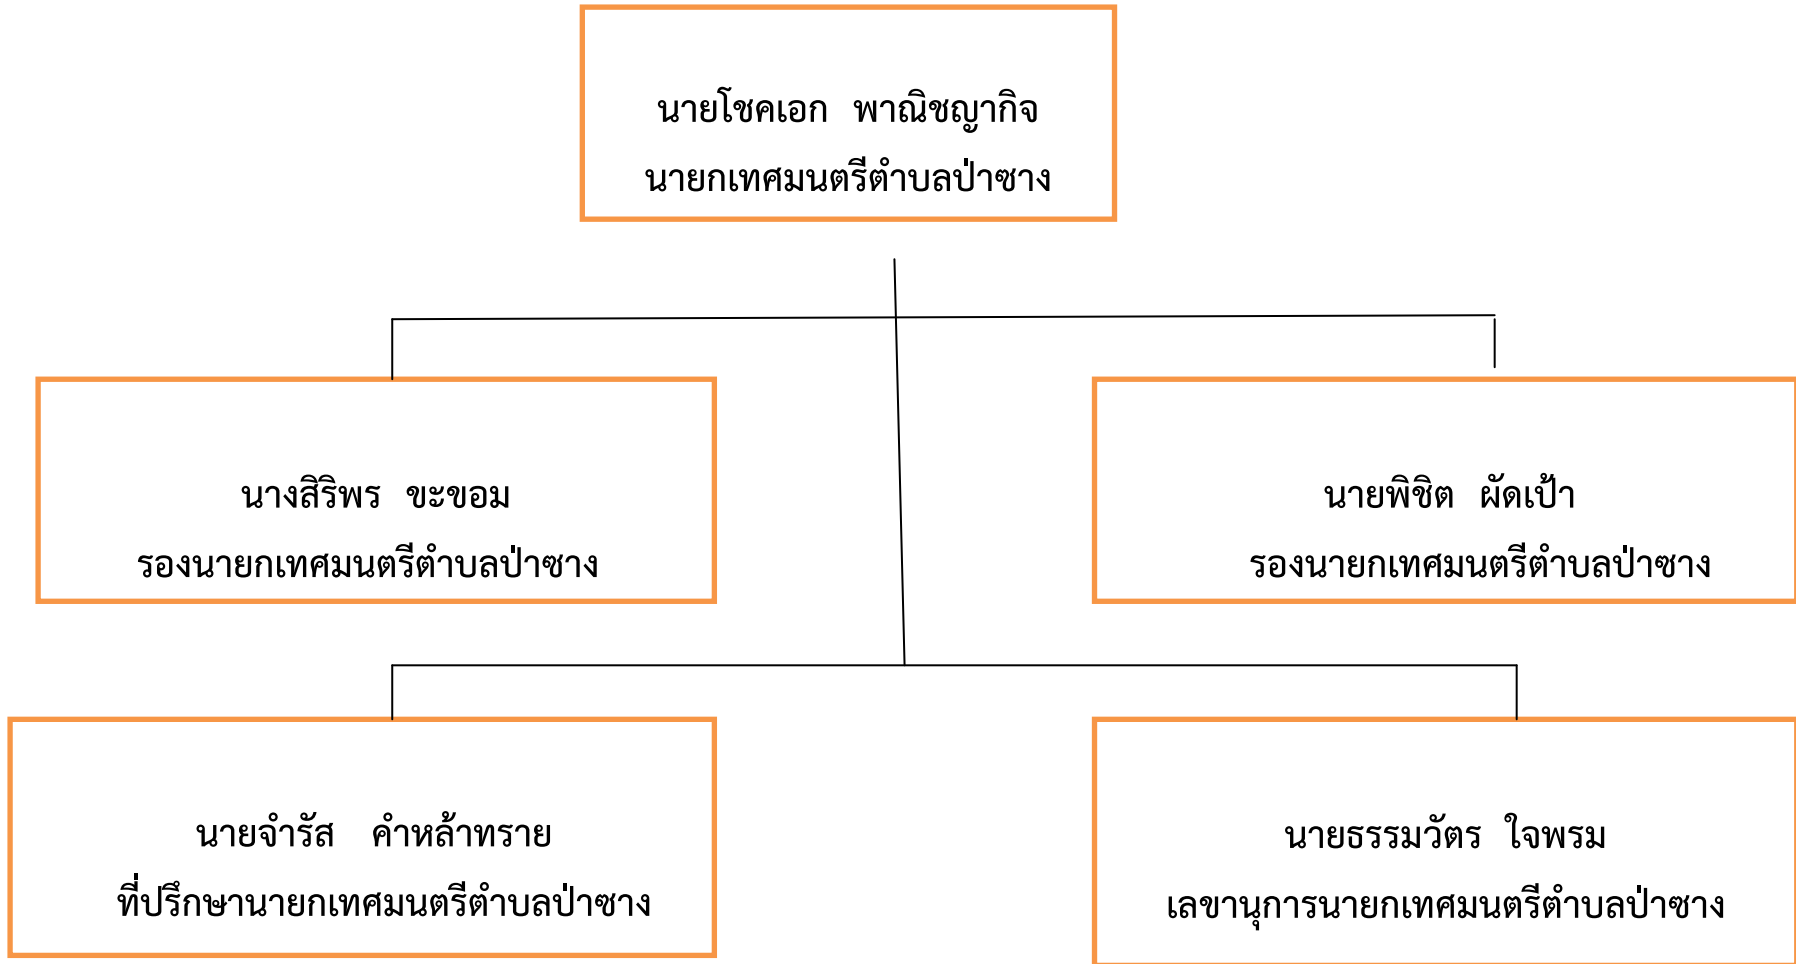 นายโชคเอก พาณิชญากิจ
นายกเทศมนตรีตำบลป่าซาง
นางสิริพร ขะขอม
รองนายกเทศมนตรีตำบลป่าซาง
นายพิชิต ผัดเป้า
รองนายกเทศมนตรีตำบลป่าซาง
นายจำรัส คำหล้าทราย
ที่ปรึกษานายกเทศมนตรีตำบลป่าซาง
นายธรรมวัตร ใจพรม
เลขานุการนายกเทศมนตรีตำบลป่าซาง